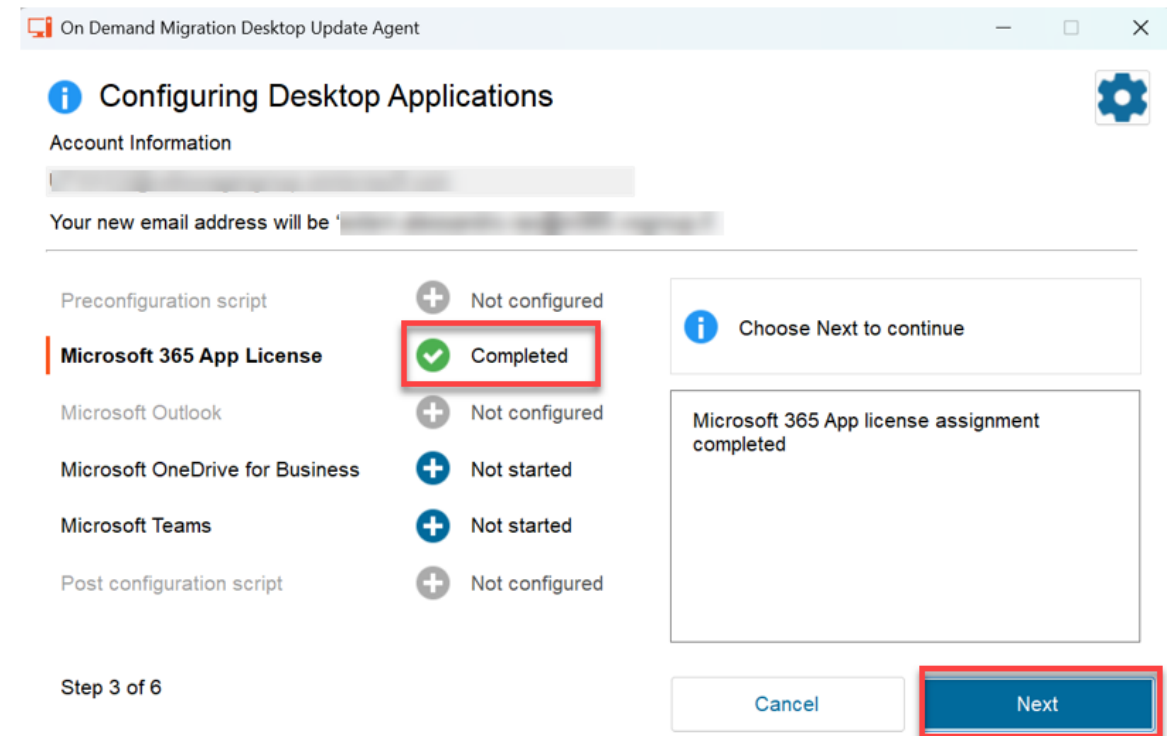 On Demand Migration Desktop Update Agent
Configuring Desktop Applications
Account Information
Your new email address will be '
Preconfiguration script Not configured
Microsoft 365 App License Completed
Microsoft Outlook Not configured
Microsoft OneDrive for Business Not started
Microsoft Teams Not started
Post configuration script Not configured
Choose Next to continue
Microsoft 365 App license assignment
completed
Step 3 of 6
Cancel
Next